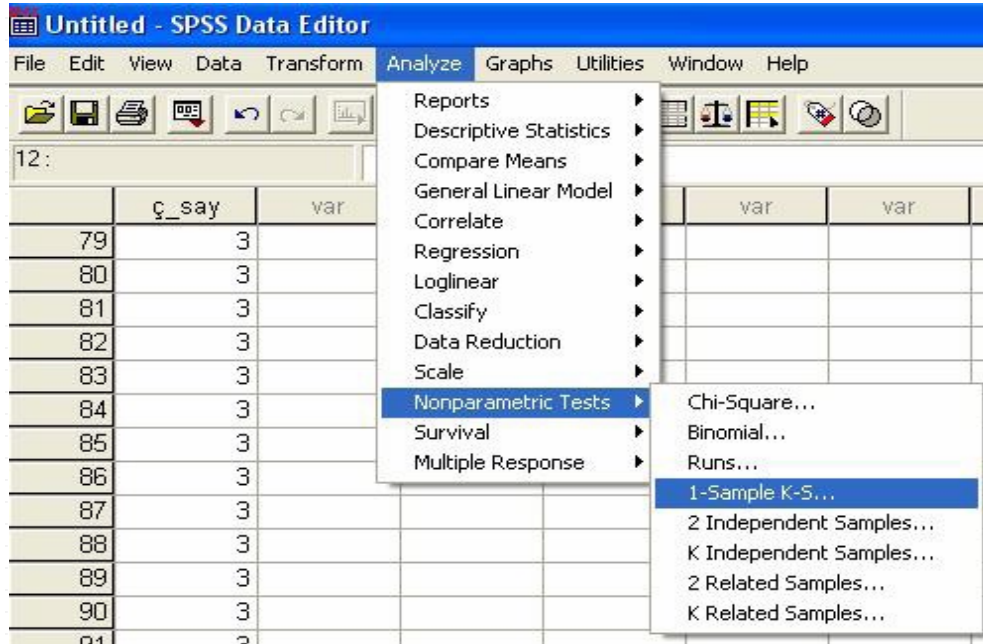 Untitled - SPSS Data Editor
File Edit View Data Transform Analyze Graphs Utilities Window Help
12:
ç_say var var var
79 3
80 3
81 3
82 3
83 3
84 3
85 3
86 3
87 3
88 3
89 3
90 3
91 3
Reports
Descriptive Statistics
Compare Means
General Linear Model
Correlate
Regression
Loglinear
Classify
Data Reduction
Scale
Nonparametric Tests
Survival
Multiple Response
Chi-Square...
Binomial...
Runs...
1-Sample K-S...
2 Independent Samples...
K Independent Samples...
2 Related Samples...
K Related Samples...